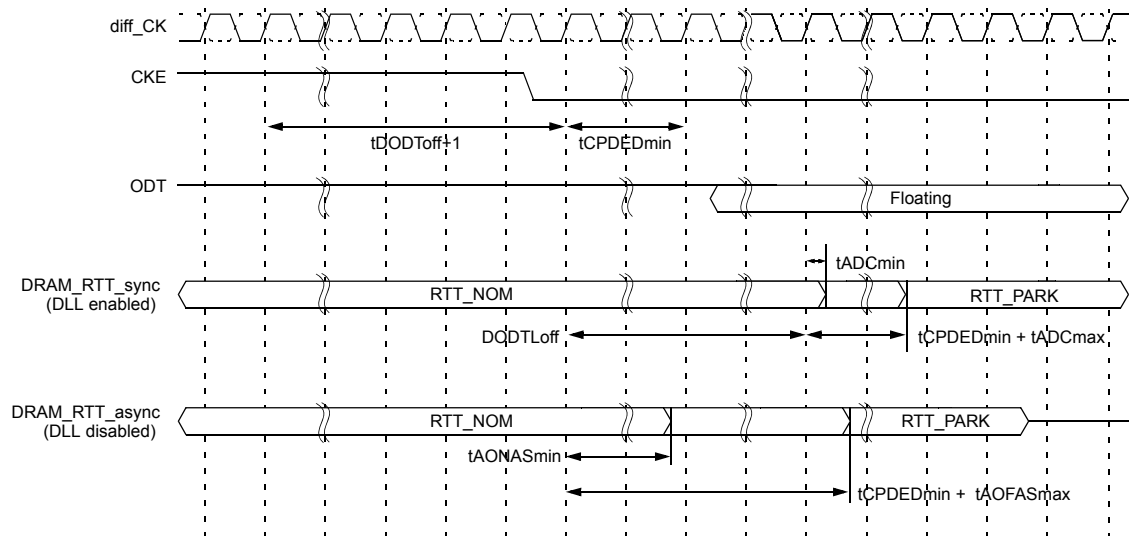 diff_CK
CKE
tDODToff+1
tCPDEDmin
ODT
Floating
tADCmin
DRAM_RTT_sync
(DLL enabled)
RTT_NOM
RTT_PARK
DODTLoff
tCPDEDmin + tADCmax
DRAM_RTT_async
(DLL disabled)
RTT_NOM
RTT_PARK
tAONASmin
tCPDEDmin + tAOFASmax